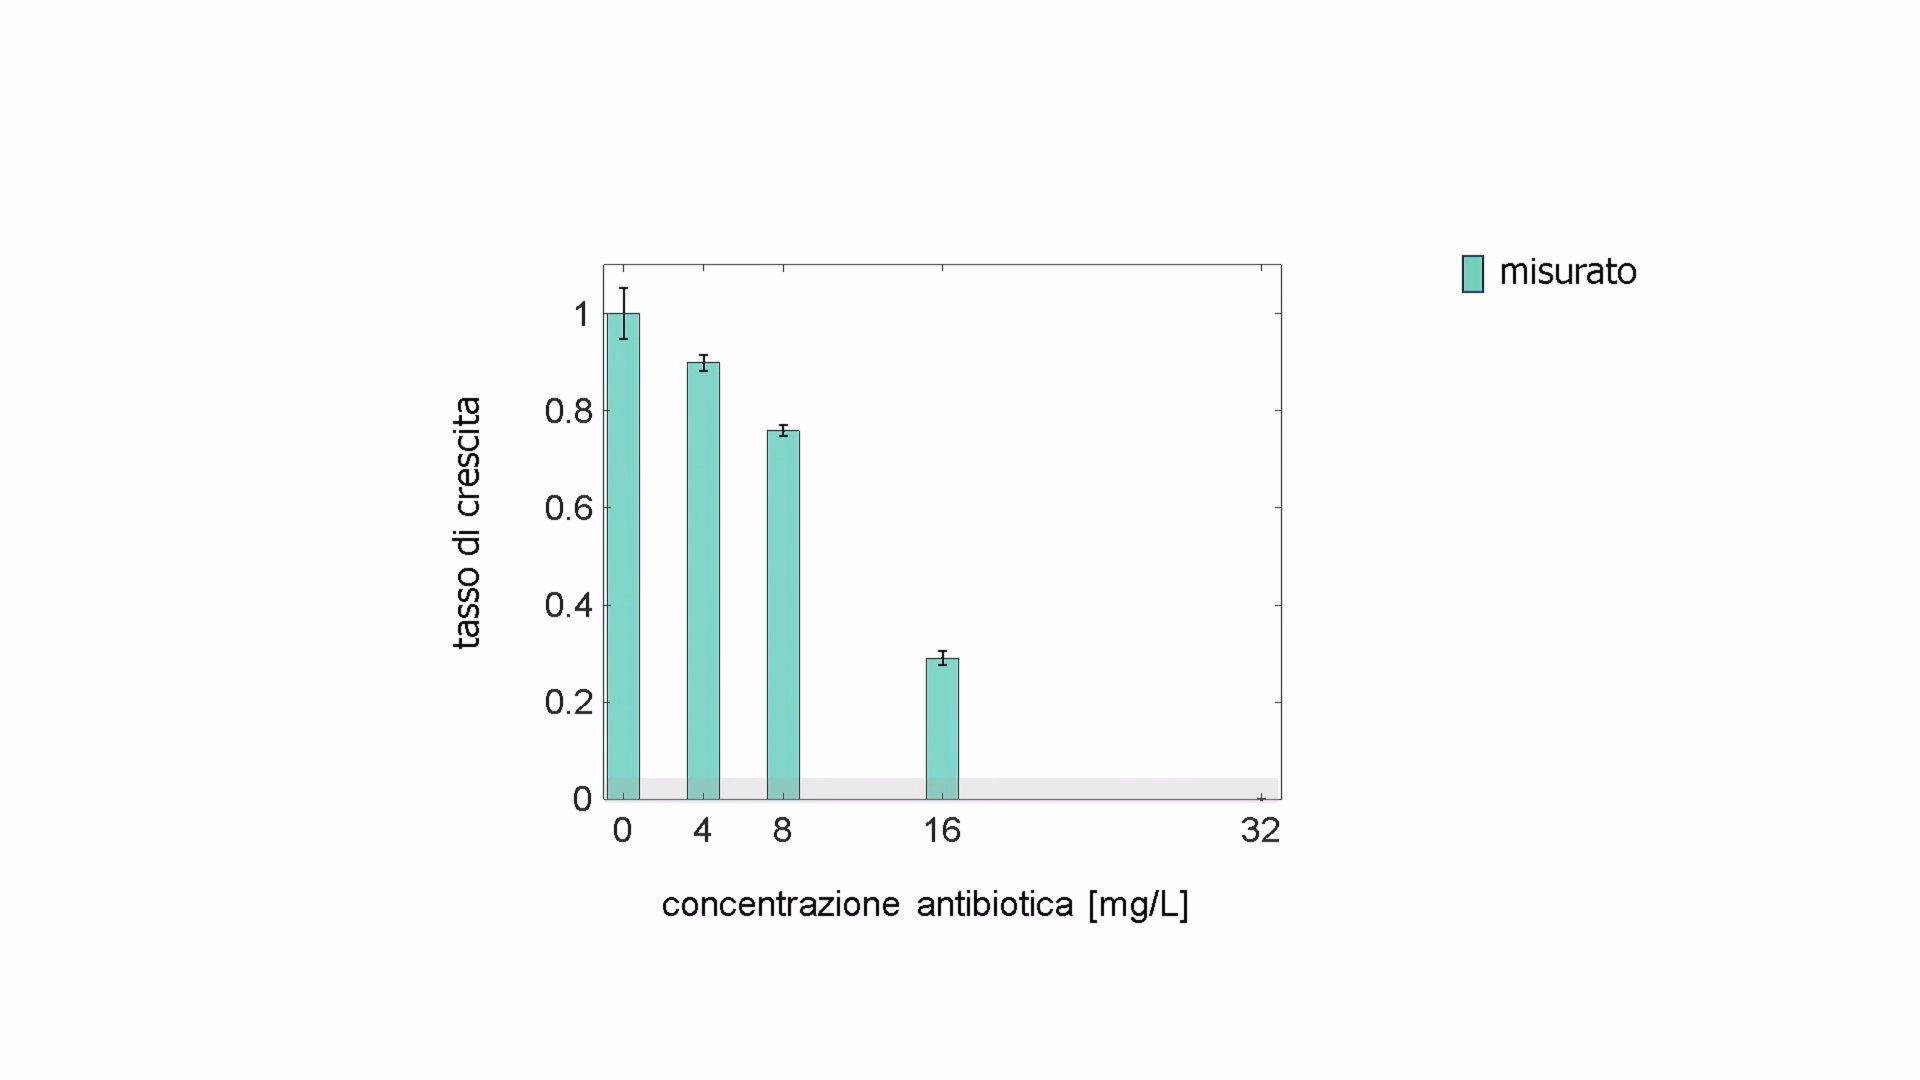 misurato
1
0.8
0.6
0.4
0.2
0
tasso di crescita
0 4 8 16 32
concentrazione antibiotica [mg/L]